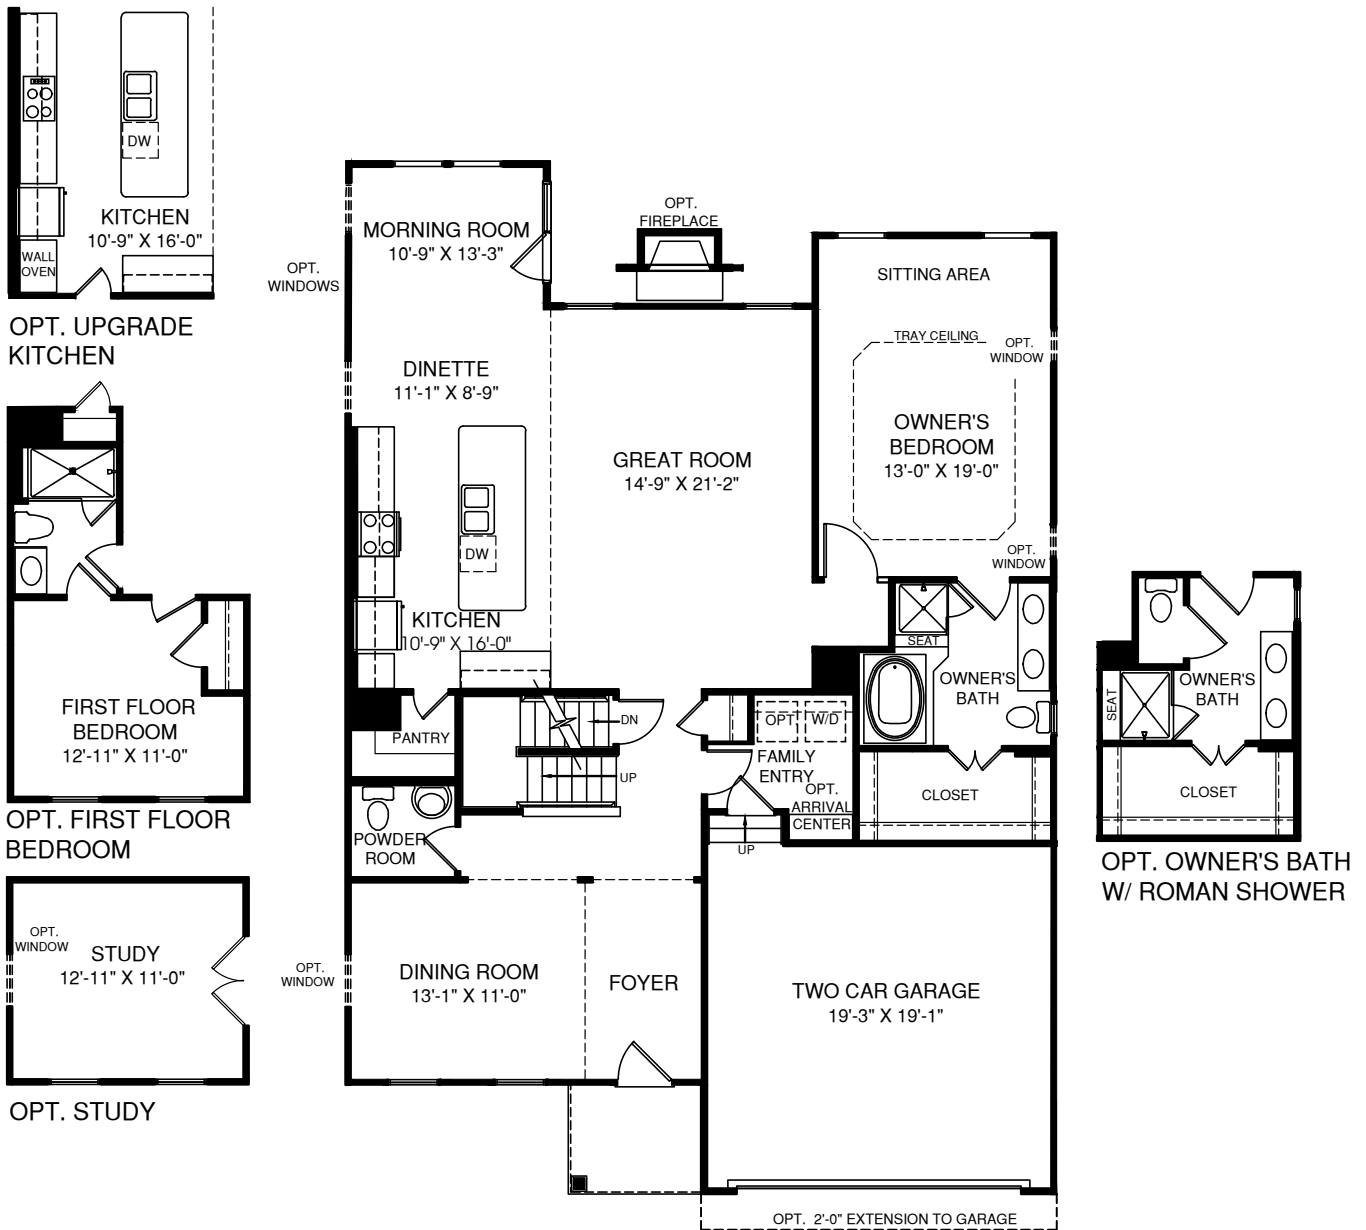 DW
KITCHEN
10'-9" X 16'-0"
WALL
OVEN
OPT. UPGRADE
KITCHEN
FIRST FLOOR
BEDROOM
12'-11" X 11'-0"
OPT. FIRST FLOOR
BEDROOM
OPT.
WINDOW
STUDY
12'-11" X 11'-0"
OPT. STUDY
MORNING ROOM
10'-9" X 13'-3"
OPT.
WINDOWS
OPT.
FIREPLACE
DINETTE
11'-1" X 8'-9"
GREAT ROOM
14'-9" X 21'-2"
DW
KITCHEN
10'-9" X 16'-0"
SITTING AREA
TRAY CEILING
OPT.
WINDOW
OWNER'S
BEDROOM
13'-0" X 19'-0"
OPT.
WINDOW
SEAT
OWNER'S
BATH
CLOSET
PANTRY
DN
UP
OPT W/D
FAMILY
ENTRY
OPT.
ARRIVAL
CENTER
UP
POWDER
ROOM
OPT.
WINDOW
DINING ROOM
13'-1" X 11'-0"
FOYER
TWO CAR GARAGE
19'-3" X 19'-1"
OPT. 2'-0" EXTENSION TO GARAGE
SEAT
OWNER'S
BATH
CLOSET
OPT. OWNER'S BATH
W/ ROMAN SHOWER